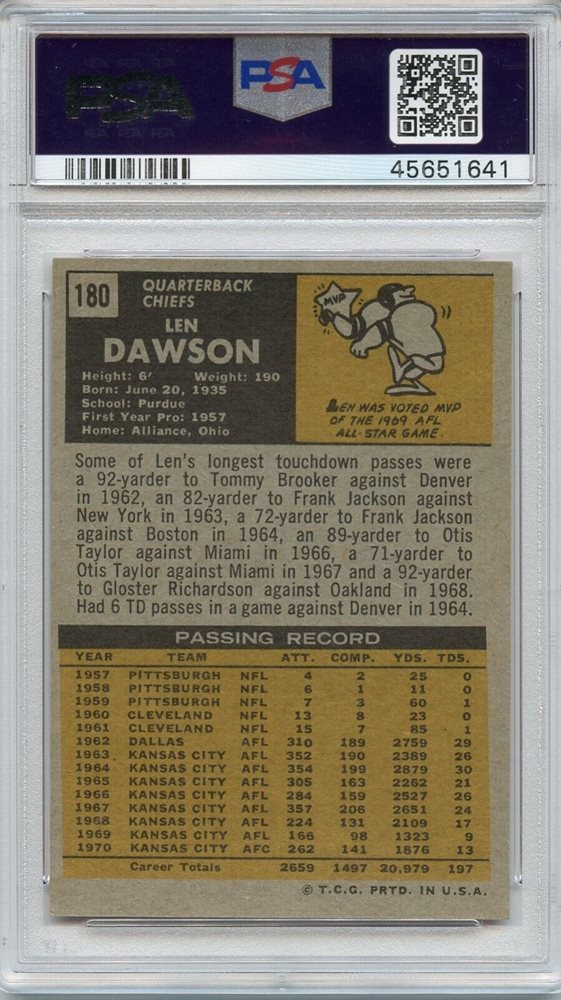 PSA
PSA
45651641
180
QUARTERBACK
CHIEFS
LEN
DAWSON
Height: 6' Weight: 190
Born: June 20, 1935
School: Purdue
First Year Pro: 1957
Home: Alliance, Ohio
MVP
LEN WAS VOTED MVP
OF THE 1969 AFL
ALL-STAR GAME.
Some of Len's longest touchdown passes were
a 92-yarder to Tommy Brooker against Denver
in 1962, an 82-yarder to Frank Jackson against
New York in 1963, a 72-yarder to Frank Jackson
against Boston in 1964, an 89-yarder to Otis
Taylor against Miami in 1966, a 71-yarder to
Otis Taylor against Miami in 1967 and a 92-yarder
to Gloster Richardson against Oakland in 1968.
Had 6 TD passes in a game against Denver in 1964.
PASSING RECORD
YEAR TEAM ATT. COMP. YDS. TDS.
1957 PITTSBURGH NFL 4 2 25 0
1958 PITTSBURGH NFL 6 1 11 0
1959 PITTSBURGH NFL 7 3 60 1
1960 CLEVELAND NFL 13 8 23 0
1961 CLEVELAND NFL 15 7 85 1
1962 DALLAS AFL 310 189 2759 29
1963 KANSAS CITY AFL 352 190 2389 26
1964 KANSAS CITY AFL 354 199 2879 30
1965 KANSAS CITY AFL 305 163 2262 21
1966 KANSAS CITY AFL 284 159 2527 26
1967 KANSAS CITY AFL 357 206 2651 24
1968 KANSAS CITY AFL 224 131 2109 17
1969 KANSAS CITY AFL 166 98 1323 9
1970 KANSAS CITY AFC 262 141 1876 13
Career Totals 2659 1497 20,979 197
© T.C.G. PRTD. IN U.S.A.